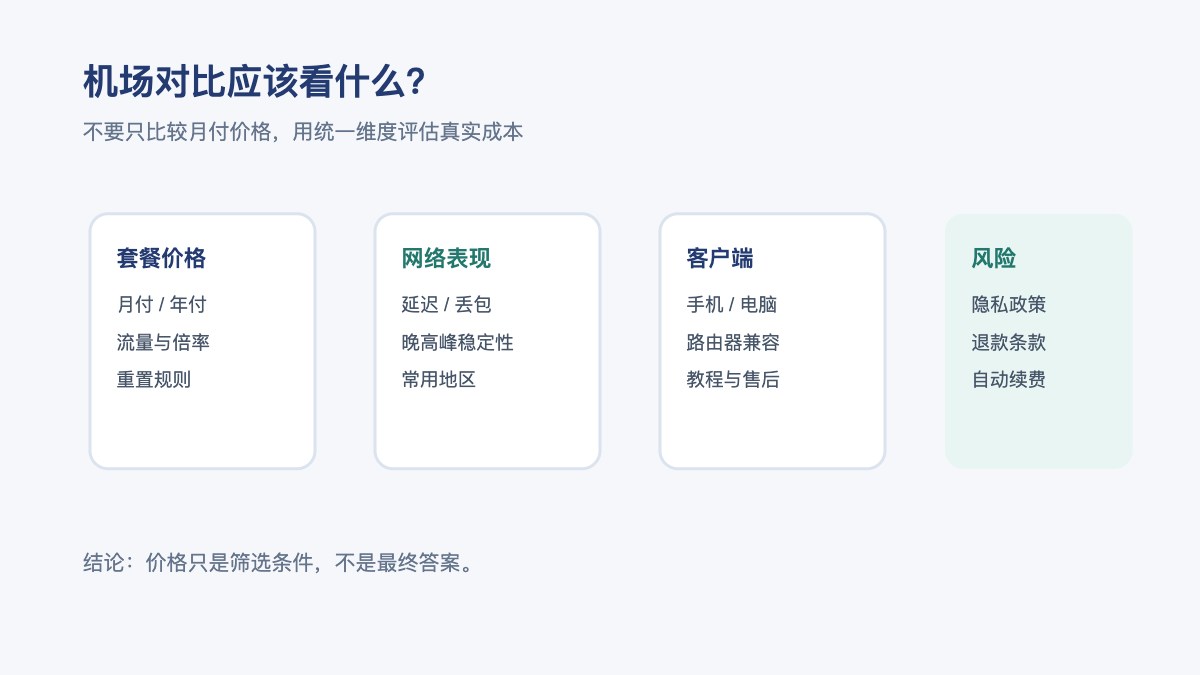 机场对比应该看什么?
不要只比较月付价格，用统一维度评估真实成本
套餐价格
月付 / 年付
流量与倍率
重置规则
网络表现
延迟 / 丢包
晚高峰稳定性
常用地区
客户端
手机 / 电脑
路由器兼容
教程与售后
风险
隐私政策
退款条款
自动续费
结论：价格只是筛选条件，不是最终答案。